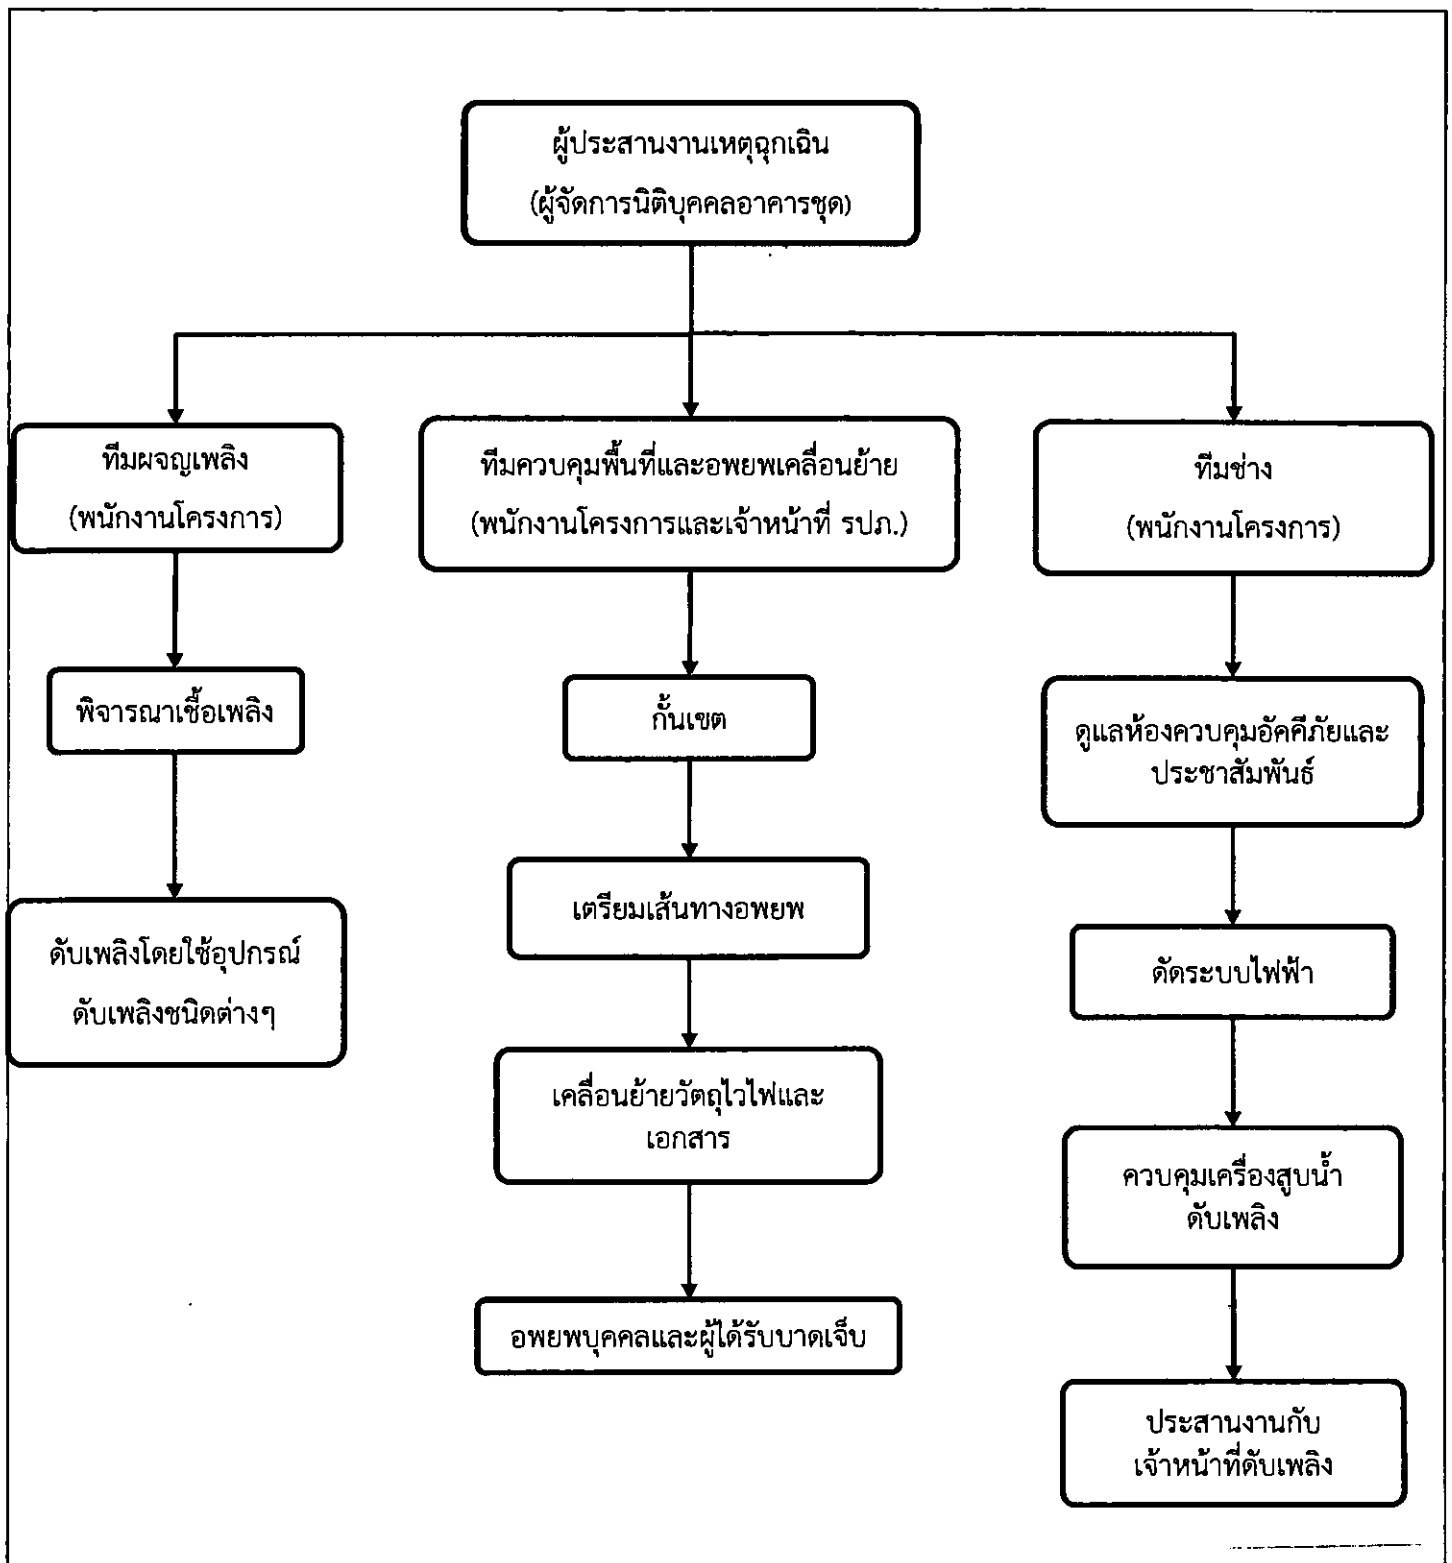 ผู้ประสานงานเหตุฉุกเฉิน
(ผู้จัดการนิติบุคคลอาคารชุด)
ทีมผจญเพลิง
(พนักงานโครงการ)
พิจารณาเชื้อเพลิง
ดับเพลิงโดยใช้อุปกรณ์
ดับเพลิงชนิดต่างๆ
ทีมควบคุมพื้นที่และอพยพเคลื่อนย้าย
(พนักงานโครงการและเจ้าหน้าที่ รปภ.)
กั้นเขต
เตรียมเส้นทางอพยพ
เคลื่อนย้ายวัตถุไวไฟและ
เอกสาร
อพยพบุคคลและผู้ได้รับบาดเจ็บ
ทีมช่าง
(พนักงานโครงการ)
ดูแลห้องควบคุมอัคคีภัยและ
ประชาสัมพันธ์
ดัดระบบไฟฟ้า
ควบคุมเครื่องสูบน้ำ
ดับเพลิง
ประสานงานกับ
เจ้าหน้าที่ดับเพลิง